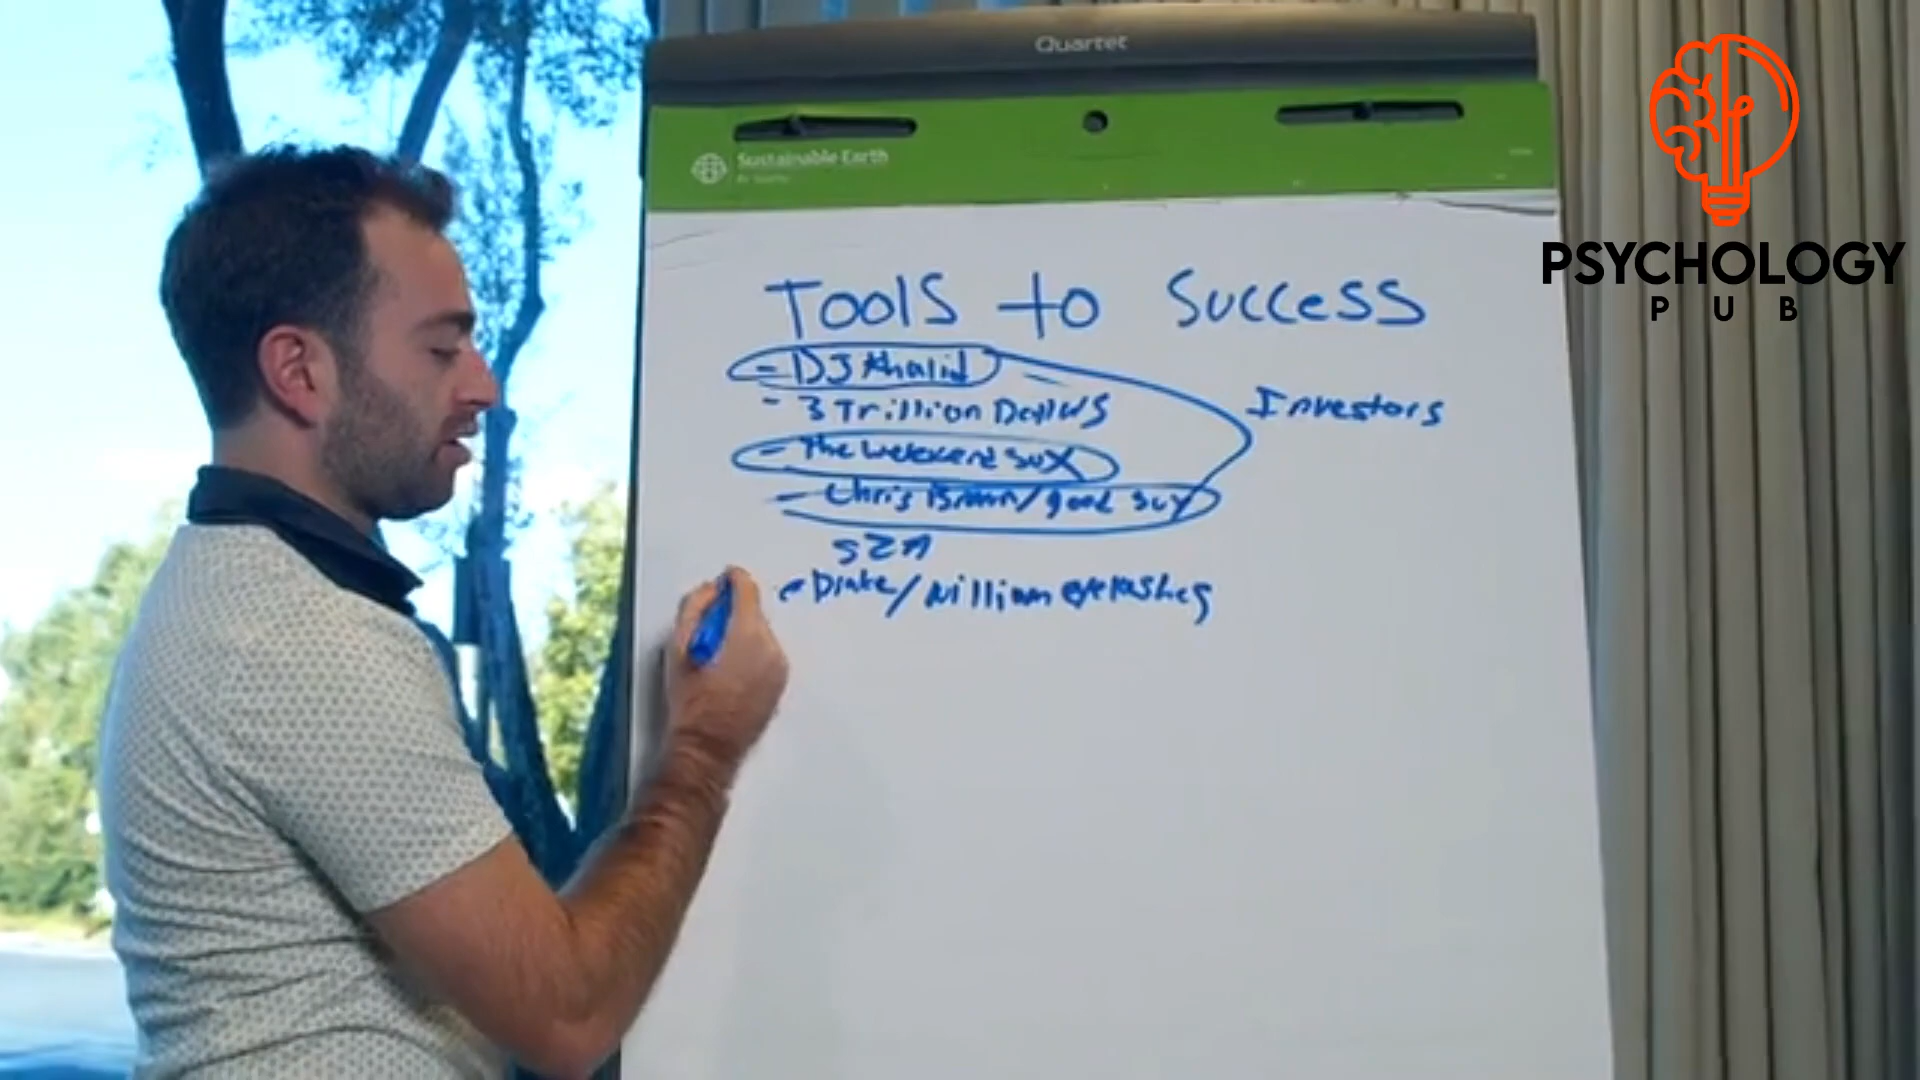 Quartet
Sustainable Earth
PSYCHOLOGY
PUB
TOOlS to SUCCESS
- DJ Khalid
Investors
- 3 Trillion Dollars
- The Weekend sux
- Chris Brown/good guy
SZA
- Drake/william eyelashes